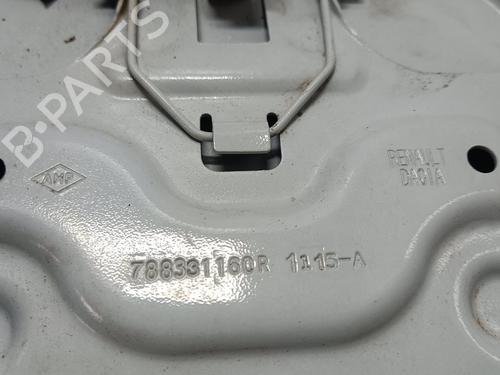 B-PARTS
RENAULT
DACIA
AMP
788331160R 1115-A